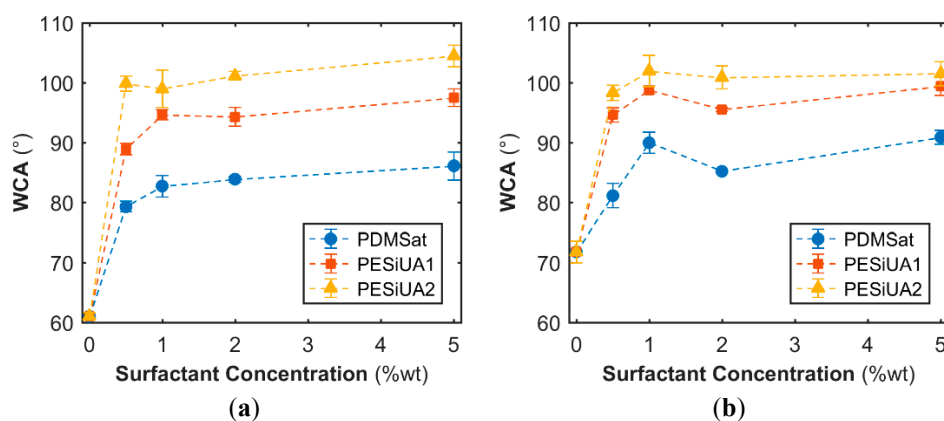 110
100
90
80
70
60
WCA (°)
PDMSat
PESiUA1
PESiUA2
0 1 2 3 4 5
Surfactant Concentration (%wt)
(a)
110
100
90
80
70
60
WCA (°)
PDMSat
PESiUA1
PESiUA2
0 1 2 3 4 5
Surfactant Concentration (%wt)
(b)